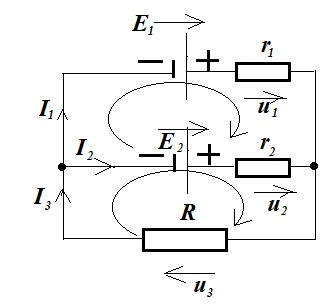 E1
− + r1
I1 u1
E2
I2 − + r2
I3 R u2
u3